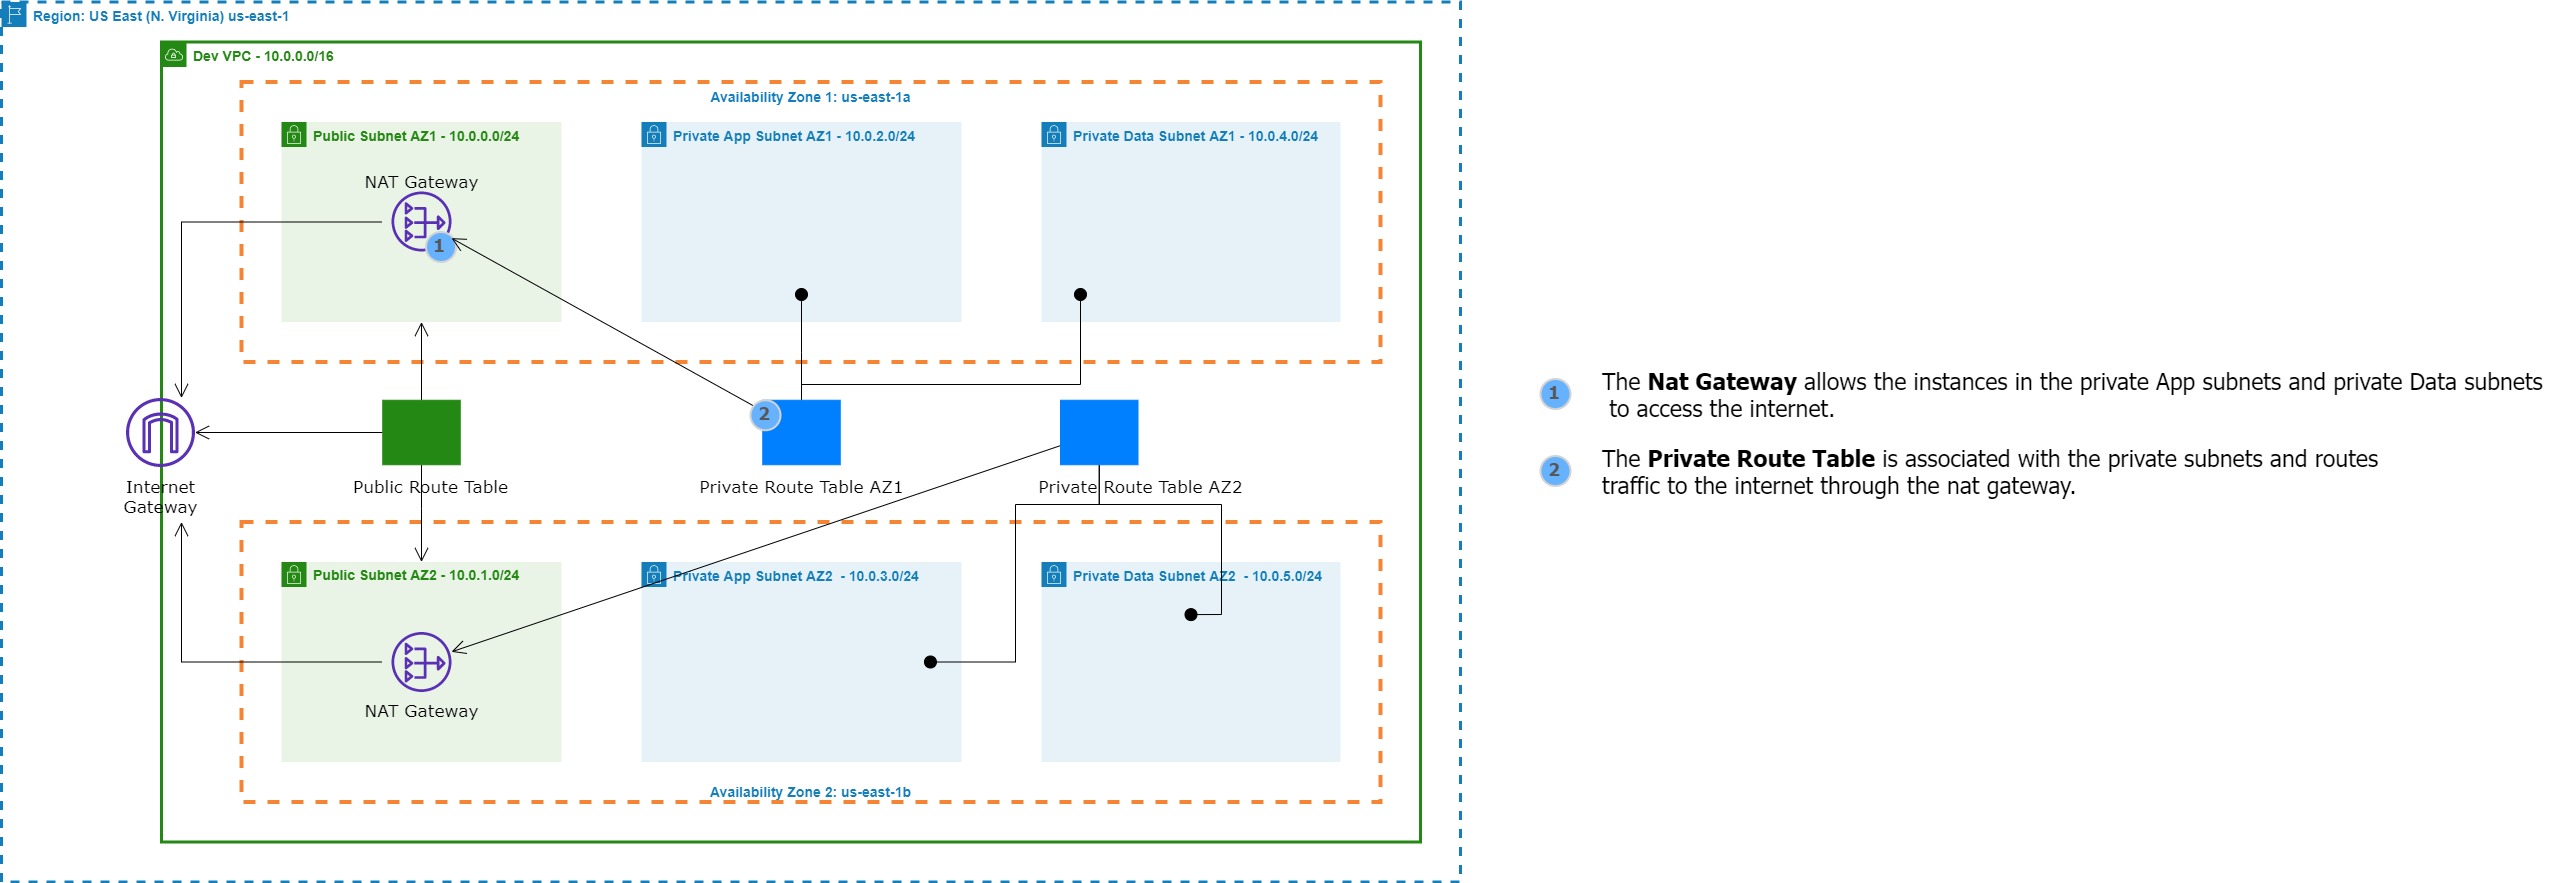 Region: US East (N. Virginia) us-east-1
Dev VPC - 10.0.0.0/16
Availability Zone 1: us-east-1a
Public Subnet AZ1 - 10.0.0.0/24
Private App Subnet AZ1 - 10.0.2.0/24
Private Data Subnet AZ1 - 10.0.4.0/24
NAT Gateway
1
2
Internet
Gateway
Public Route Table
Private Route Table AZ1
Private Route Table AZ2
Public Subnet AZ2 - 10.0.1.0/24
Private App Subnet AZ2  - 10.0.3.0/24
Private Data Subnet AZ2  - 10.0.5.0/24
NAT Gateway
Availability Zone 2: us-east-1b
1
The Nat Gateway allows the instances in the private App subnets and private Data subnets
to access the internet.
2
The Private Route Table is associated with the private subnets and routes
traffic to the internet through the nat gateway.